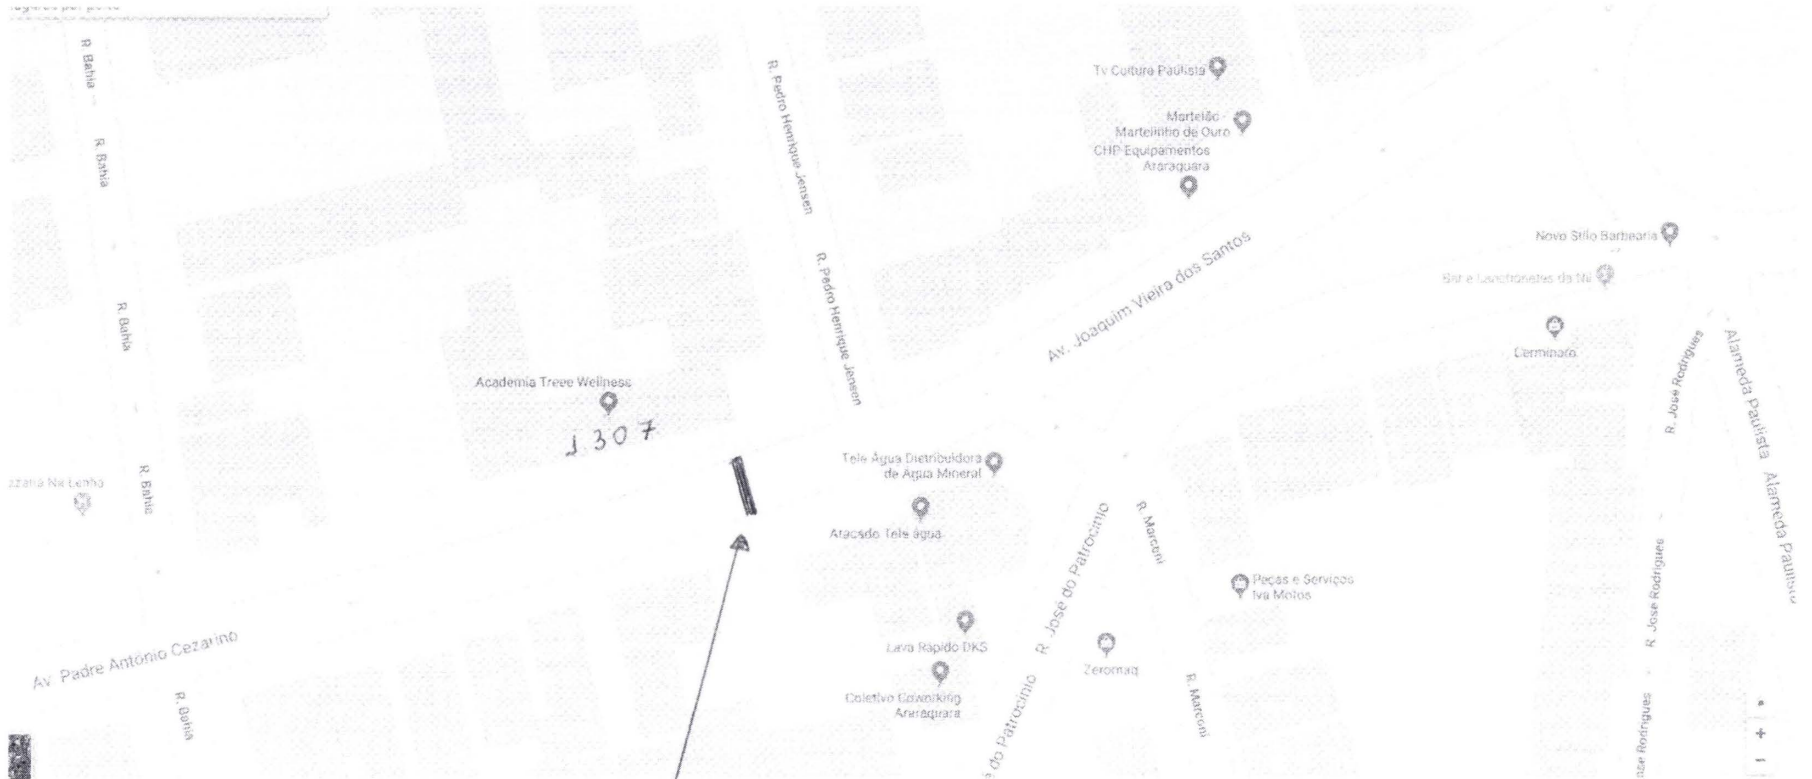 R. Bahia
R. Bahia
R. Bahia
R. Bahia
R. Bahia
Av. Padre Antônio Cezarino
Academia Treee Wellness
1307
R. Pedro Henrique Jensen
R. Pedro Henrique Jensen
Tv Cultura Paulista
Martelão -
Martelinho de Ouro
CHP Equipamentos
Araraquara
Av. Joaquim Vieira dos Santos
Novo Stilo Barbearia
Tele Água Distribuidora
de Água Mineral
Atacado Tele água
Lava Rápido DKS
Coletivo Coworking
Araraquara
R. José do Patrocínio
do Patrocínio
R. Marconi
R. Marconi
Peças e Serviços
Iva Motos
Zeromaq
R. José Rodrigues
R. José Rodrigues
Rodrigues
Alameda Paulista
Alameda Paulista